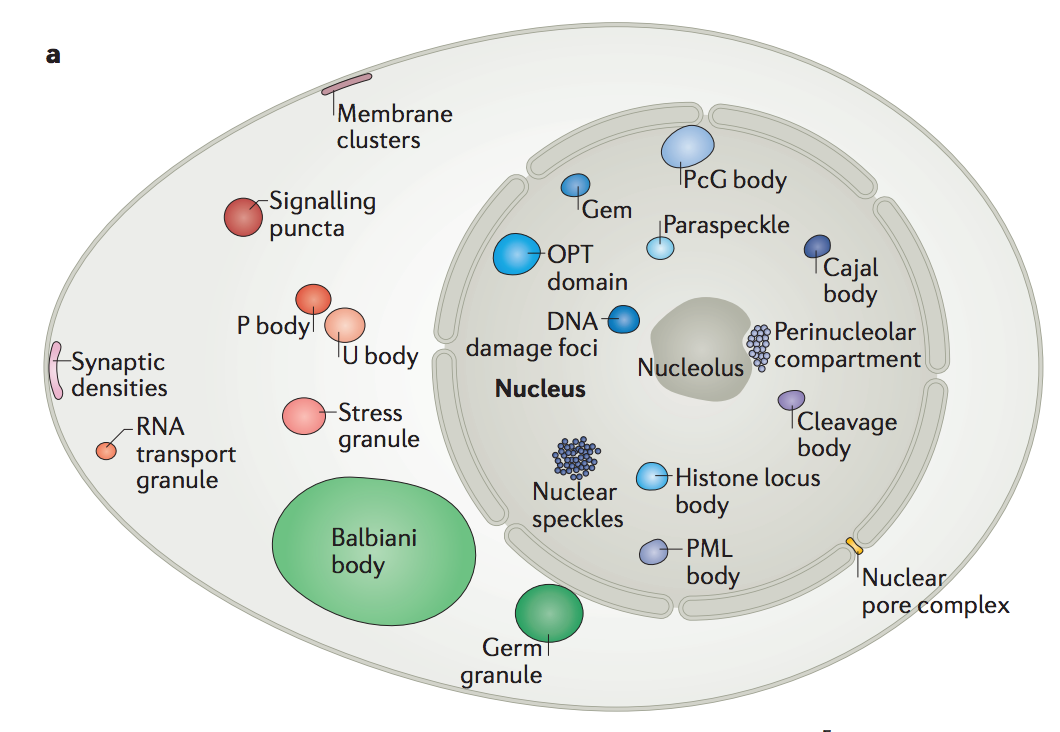 a
Membrane
clusters
Signalling
puncta
P body
U body
Synaptic
densities
RNA
transport
granule
Stress
granule
Balbiani
body
Germ
granule
PcG body
Gem
Paraspeckle
OPT
domain
Cajal
body
DNA
damage foci
Nucleolus
Perinucleolar
compartment
Nucleus
Cleavage
body
Nuclear
speckles
Histone locus
body
PML
body
Nuclear
pore complex